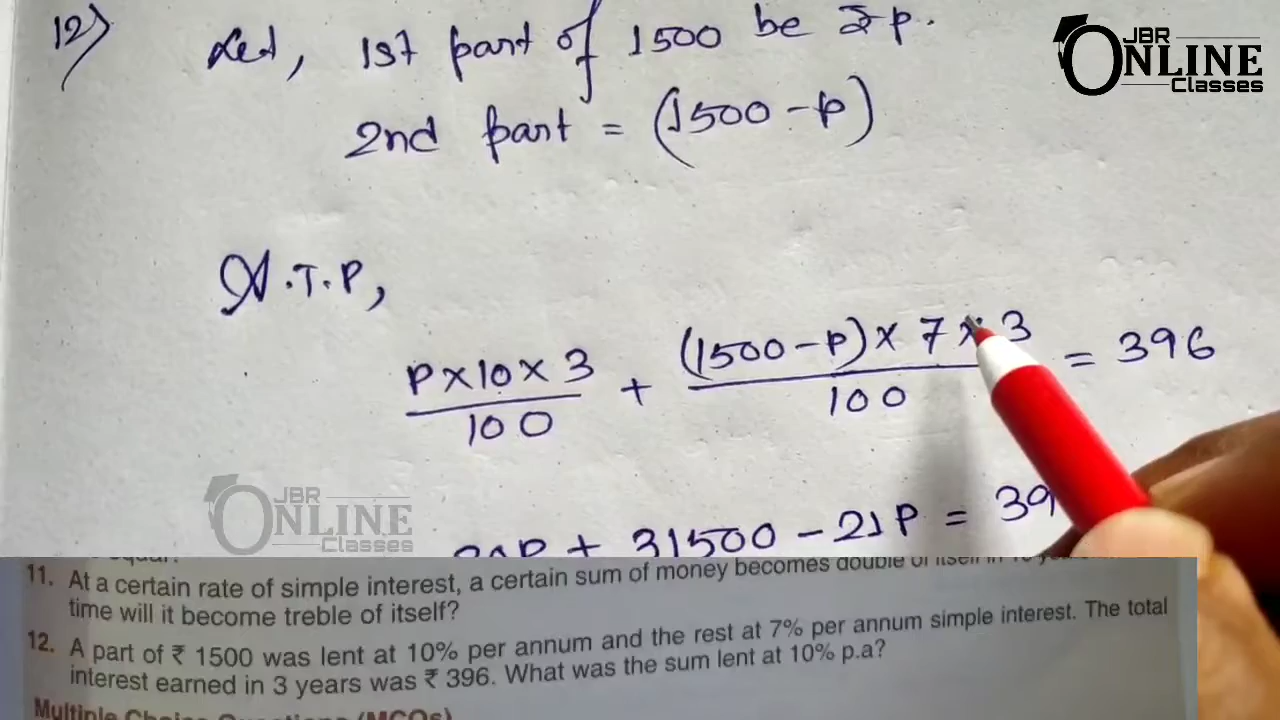 12) Let, 1st part of 1500 be ₹ p.
JBR ONLINE Classes
2nd part = (1500 - p)
A.T.P,
P×10×3/100 + (1500-P)×7×3/100 = 396
JBR ONLINE Classes
+ 31500 - 21P = 39
11. At a certain rate of simple interest, a certain sum of money becomes double of itself in
time will it become treble of itself?
12. A part of ₹ 1500 was lent at 10% per annum and the rest at 7% per annum simple interest. The total
interest earned in 3 years was ₹ 396. What was the sum lent at 10% p.a?
Multiple Choice Questions (MCQs)